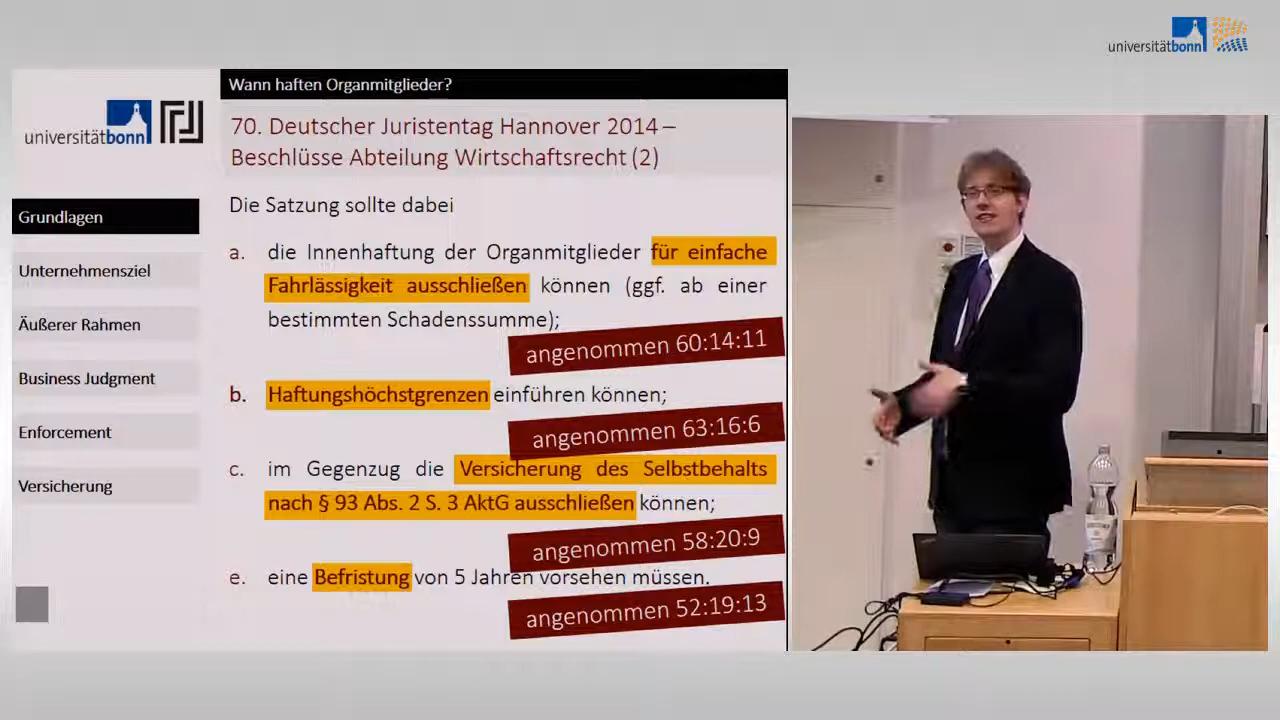 universitätbonn
Wann haften Organmitglieder?
universitätbonn
70. Deutscher Juristentag Hannover 2014 –
Beschlüsse Abteilung Wirtschaftsrecht (2)
Grundlagen
Unternehmensziel
Äußerer Rahmen
Business Judgment
Enforcement
Versicherung
Die Satzung sollte dabei
a. die Innenhaftung der Organmitglieder für einfache
Fahrlässigkeit ausschließen können (ggf. ab einer
bestimmten Schadenssumme);
angenommen 60:14:11
b. Haftungshöchstgrenzen einführen können;
angenommen 63:16:6
c. im Gegenzug die Versicherung des Selbstbehalts
nach § 93 Abs. 2 S. 3 AktG ausschließen können;
angenommen 58:20:9
e. eine Befristung von 5 Jahren vorsehen müssen.
angenommen 52:19:13